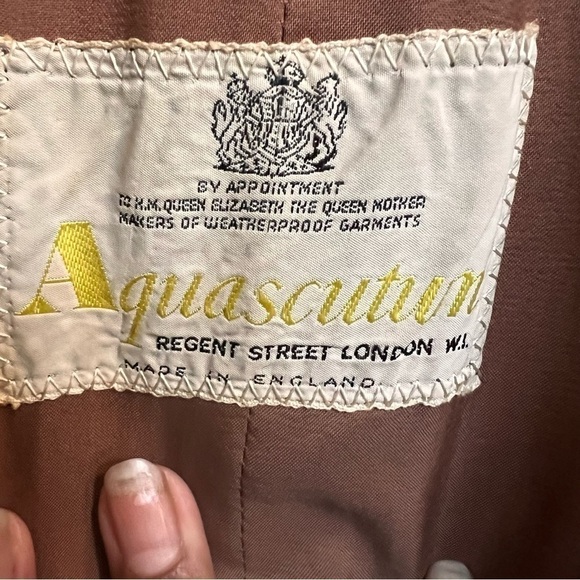 BY APPOINTMENT
TO H.M. QUEEN ELIZABETH THE QUEEN MOTHER
MAKERS OF WEATHERPROOF GARMENTS
Aquascutum
REGENT STREET LONDON W.1.
MADE IN ENGLAND